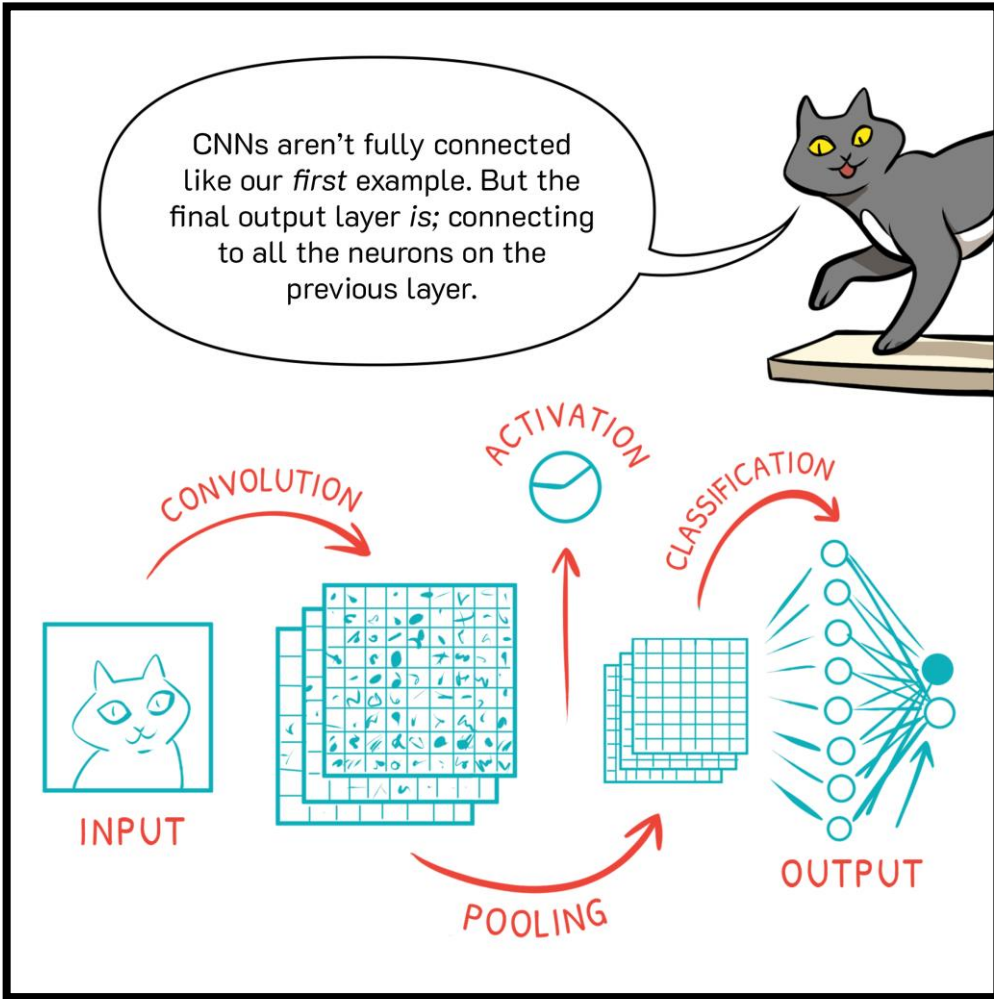 CNNs aren't fully connected
like our first example. But the
final output layer is; connecting
to all the neurons on the
previous layer.
ACTIVATION
CONVOLUTION
CLASSIFICATION
INPUT
OUTPUT
POOLING